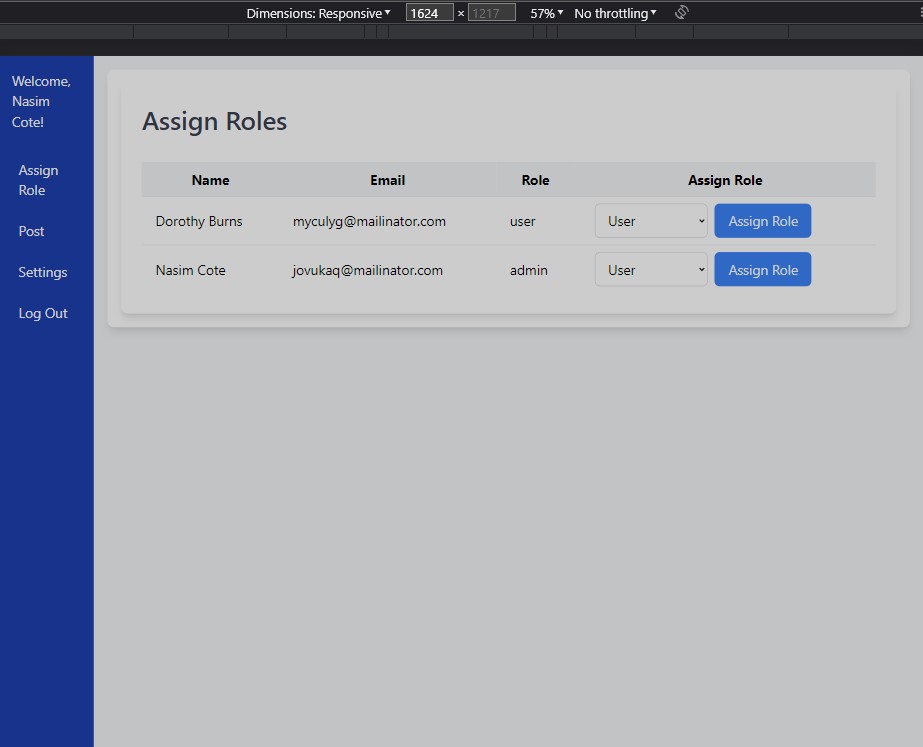 Dimensions: Responsive 1624 × 1217 57% No throttling
Welcome,
Nasim
Cote!
Assign
Role
Post
Settings
Log Out
Assign Roles
Name Email Role Assign Role
Dorothy Burns myculyg@mailinator.com user User Assign Role
Nasim Cote jovukaq@mailinator.com admin User Assign Role